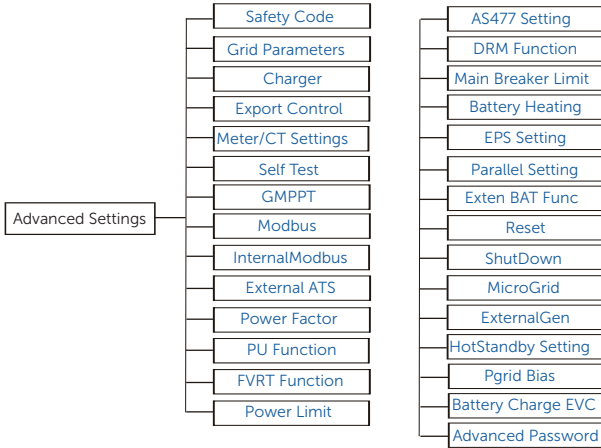 Advanced Settings
Safety Code
Grid Parameters
Charger
Export Control
Meter/CT Settings
Self Test
GMPPT
Modbus
InternalModbus
External ATS
Power Factor
PU Function
FVRT Function
Power Limit
AS477 Setting
DRM Function
Main Breaker Limit
Battery Heating
EPS Setting
Parallel Setting
Exten BAT Func
Reset
ShutDown
MicroGrid
ExternalGen
HotStandby Setting
Pgrid Bias
Battery Charge EVC
Advanced Password